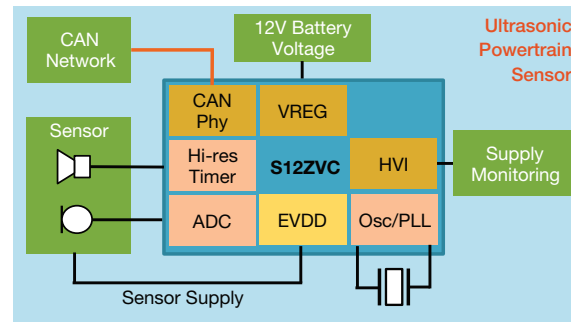 CAN
Network
12V Battery
Voltage
Ultrasonic
Powertrain
Sensor
CAN
Phy
VREG
Sensor
Hi-res
Timer
S12ZVC
HVI
Supply
Monitoring
ADC
EVDD
Osc/PLL
Sensor Supply